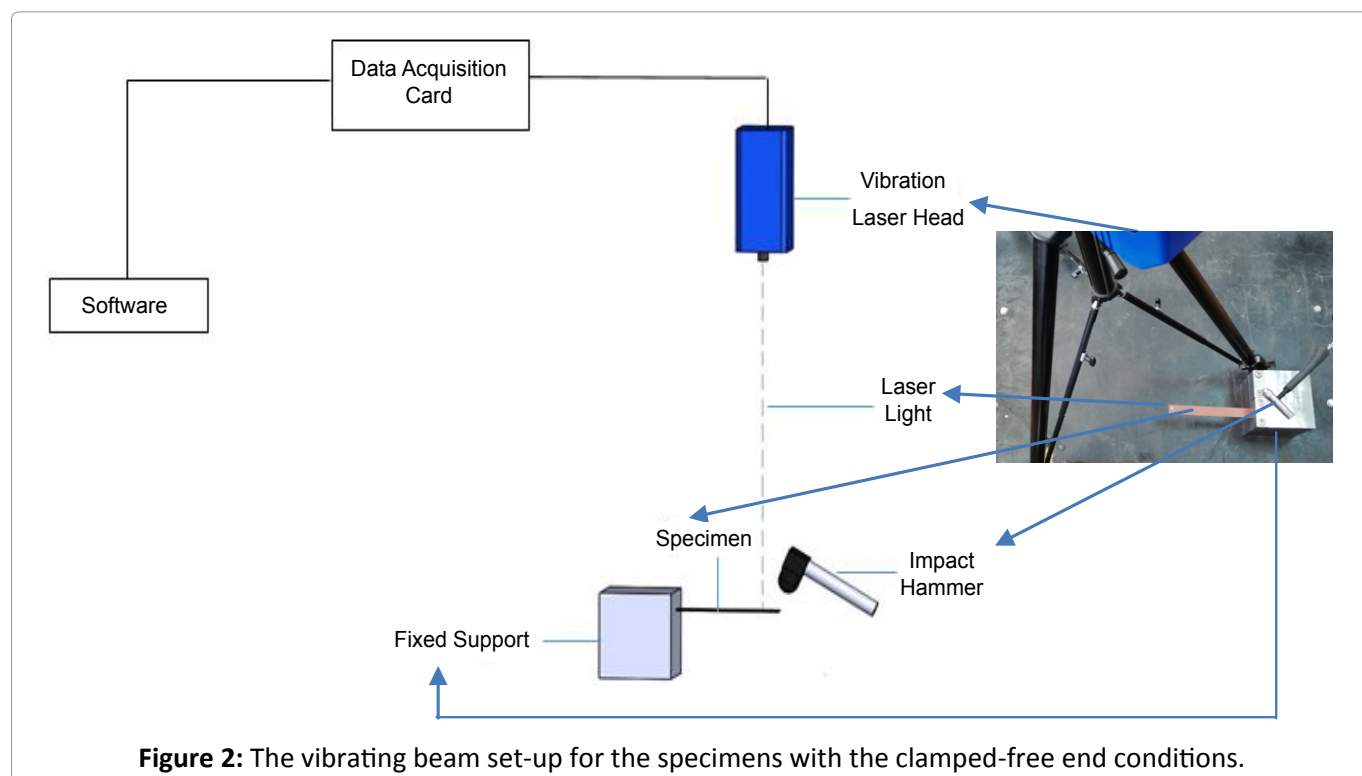 Data Acquisition
Card
Vibration
Laser Head
Software
Laser
Light
Specimen
Impact
Hammer
Fixed Support
Figure 2: The vibrating beam set-up for the specimens with the clamped-free end conditions.